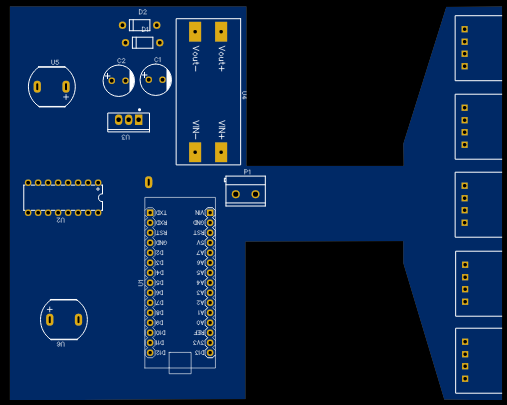 D2
D1
U5
C2
C1
Vout-
Vout+
U4
U3
VIN-
VIN+
P1
U2
U1
TXD
VIN
RXD
GND
RST
RST
GND
5V
D2
A7
D3
A6
D4
A5
D5
A4
D6
A3
D7
A2
D8
A1
D9
A0
D10
REF
D11
3V3
D12
D13
U6